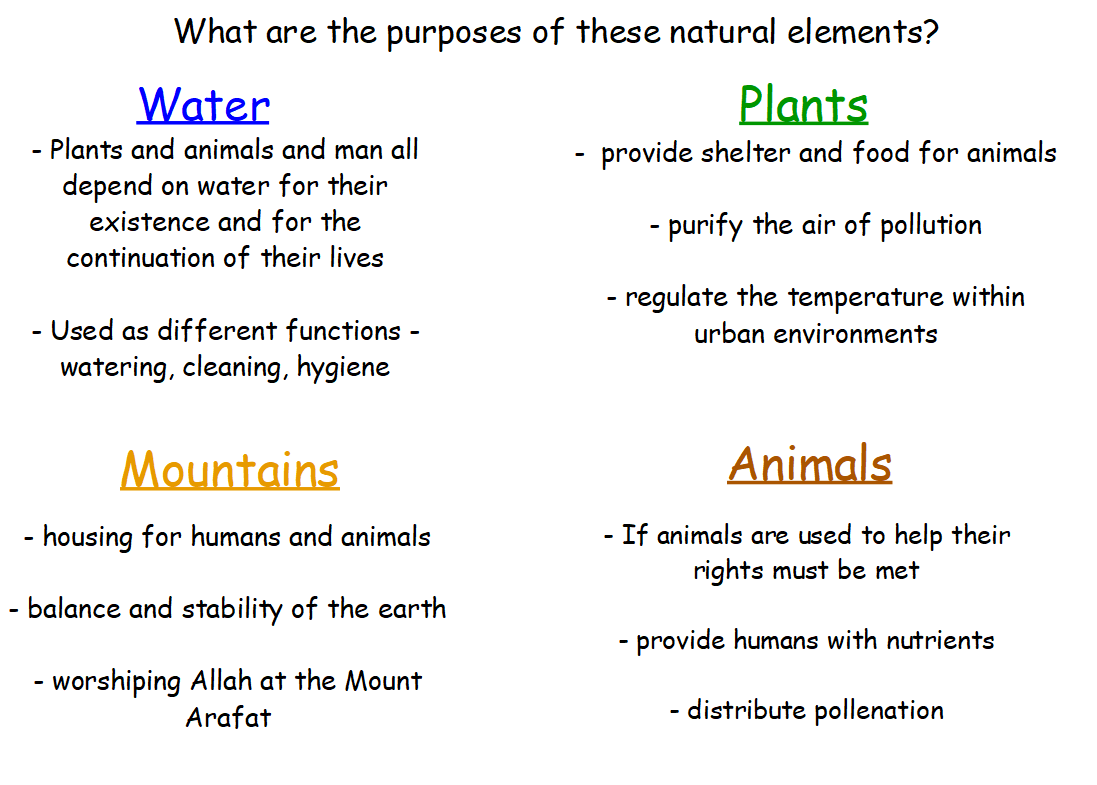 What are the purposes of these natural elements?
Water
- Plants and animals and man all
depend on water for their
existence and for the
continuation of their lives
- Used as different functions -
watering, cleaning, hygiene
Plants
- provide shelter and food for animals
- purify the air of pollution
- regulate the temperature within
urban environments
Mountains
- housing for humans and animals
- balance and stability of the earth
- worshiping Allah at the Mount
Arafat
Animals
- If animals are used to help their
rights must be met
- provide humans with nutrients
- distribute pollenation